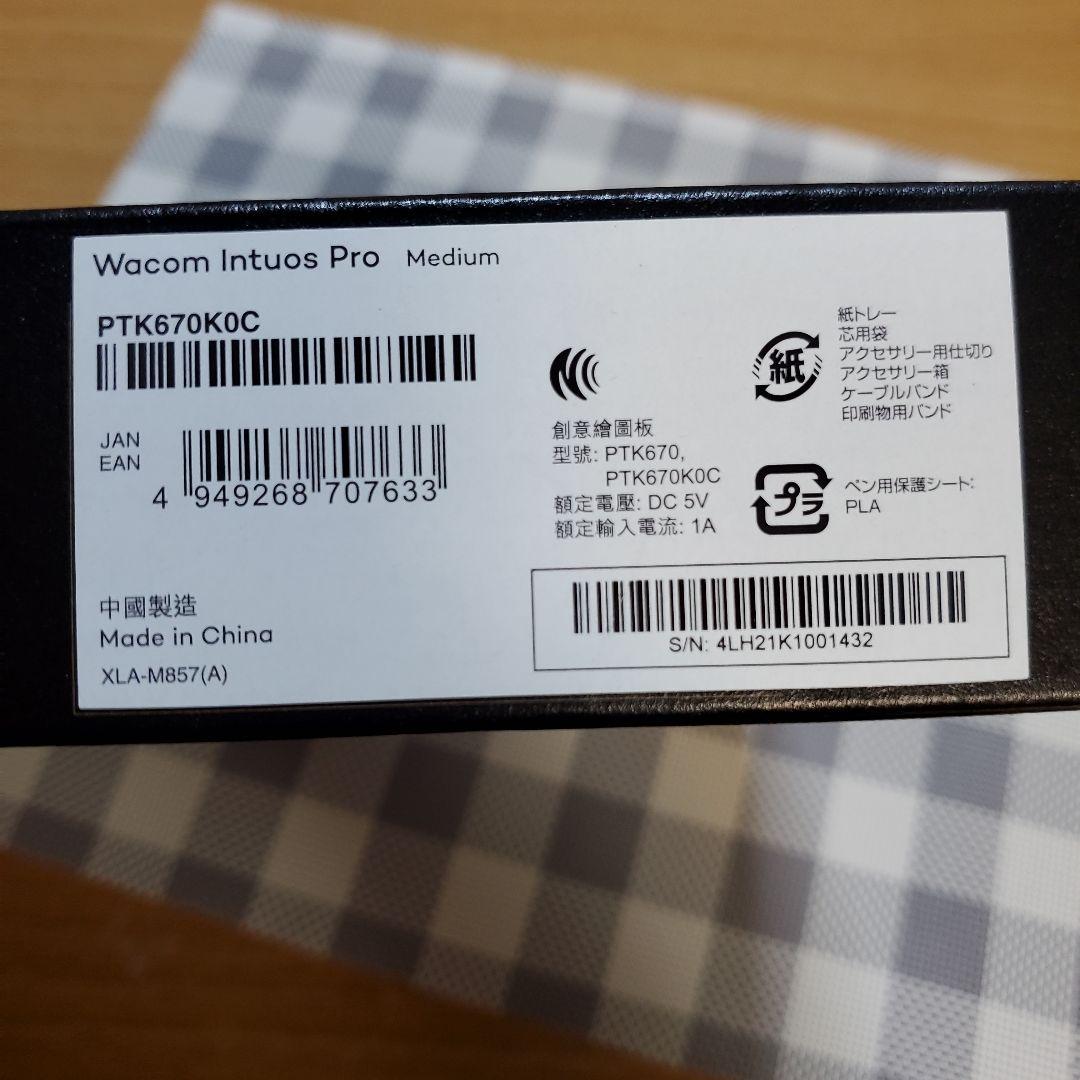 Wacom Intuos Pro Medium
PTK670K0C
JAN
EAN
4 949268 707633
中國製造
Made in China
XLA-M857(A)
創意繪圖板
型號: PTK670,
PTK670K0C
額定電壓: DC 5V
額定輸入電流: 1A
紙
紙トレー
芯用袋
アクセサリー用仕切り
アクセサリー箱
ケーブルバンド
印刷物用バンド
プラ
ペン用保護シート:
PLA
S/N: 4LH21K1001432